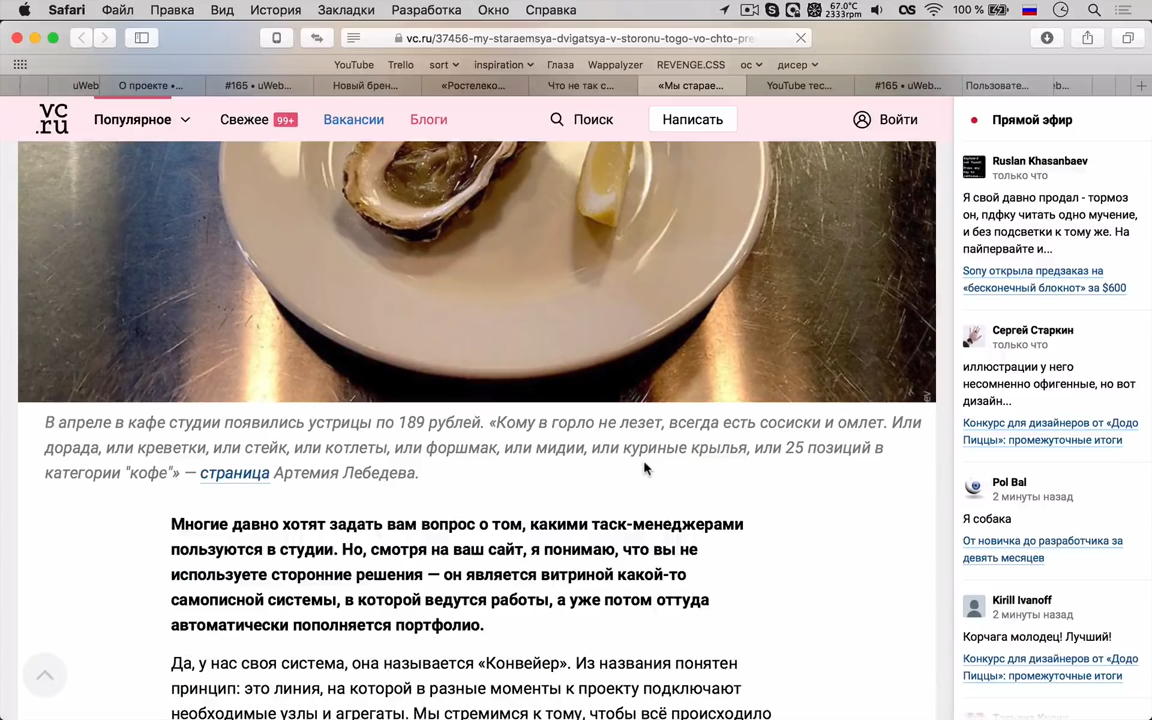 Safari Файл Правка Вид История Закладки Разработка Окно Справка 67.0°C 2333rpm 100 %
vc.ru/37456-my-staraemsya-dvigatsya-v-storonu-togo-vo-chto-pre
YouTube Trello sort inspiration Глаза Wappalyzer REVENGE.CSS ос дисер
uWeb О проекте •... #165 • uWeb... Новый брен... «Ростелеко... Что не так с... «Мы старае... YouTube тес... #165 • uWeb... Пользовате...
vc.ru Популярное Свежее 99+ Вакансии Блоги Поиск Написать Войти
В апреле в кафе студии появились устрицы по 189 рублей. «Кому в горло не лезет, всегда есть сосиски и омлет. Или
дорада, или креветки, или стейк, или котлеты, или форшмак, или мидии, или куриные крылья, или 25 позиций в
категории "кофе"» — страница Артемия Лебедева.
Многие давно хотят задать вам вопрос о том, какими таск-менеджерами
пользуются в студии. Но, смотря на ваш сайт, я понимаю, что вы не
используете сторонние решения — он является витриной какой-то
самописной системы, в которой ведутся работы, а уже потом оттуда
автоматически пополняется портфолио.
Да, у нас своя система, она называется «Конвейер». Из названия понятен
принцип: это линия, на которой в разные моменты к проекту подключают
необходимые узлы и агрегаты. Мы стремимся к тому, чтобы всё происходило
Прямой эфир
Ruslan Khasanbaev
только что
Я свой давно продал - тормоз
он, пдфку читать одно мучение,
и без подсветки к тому же. На
пайпервайте и...
Sony открыла предзаказ на
«бесконечный блокнот» за $600
Сергей Старкин
только что
иллюстрации у него
несомненно офигенные, но вот
дизайн...
Конкурс для дизайнеров от «Додо
Пиццы»: промежуточные итоги
Pol Bal
2 минуты назад
Я собака
От новичка до разработчика за
девять месяцев
Kirill Ivanoff
2 минуты назад
Корчага молодец! Лучший!
Конкурс для дизайнеров от «Додо
Пиццы»: промежуточные итоги